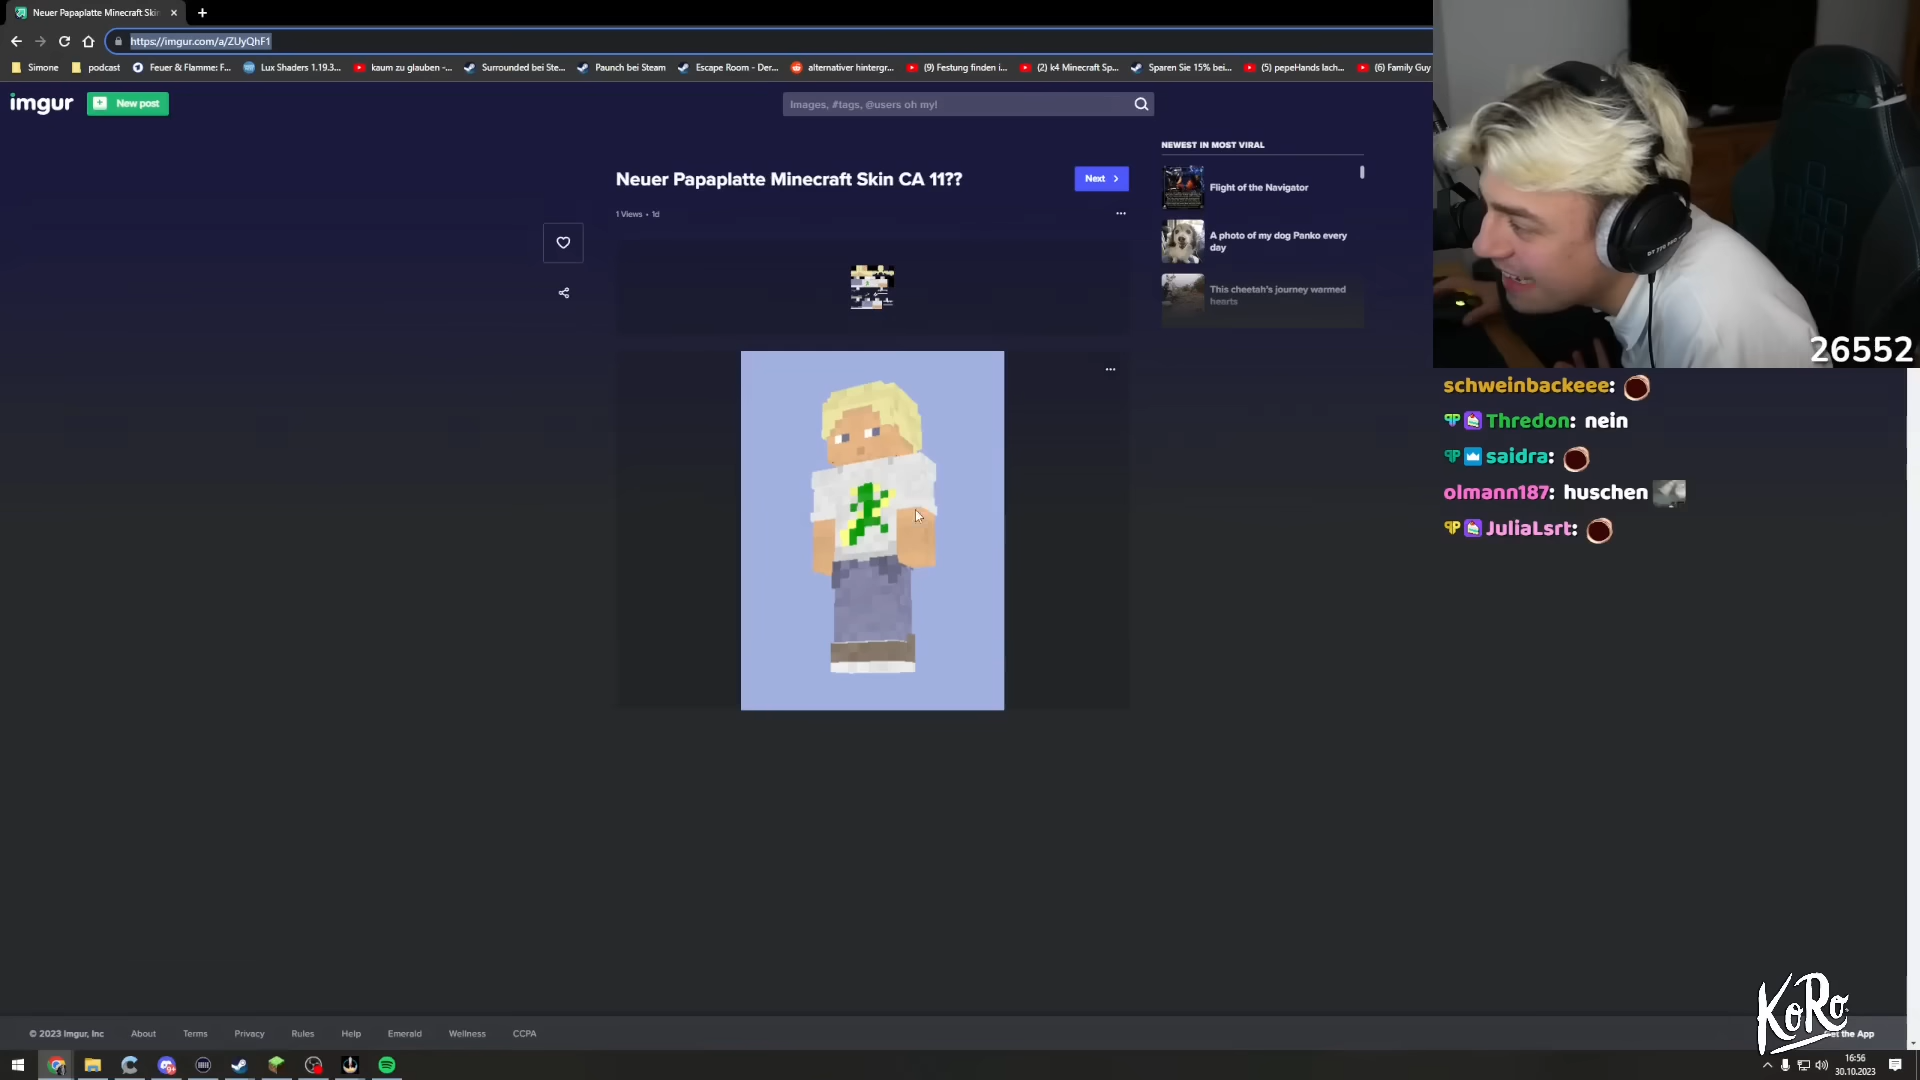 Neuer Papaplatte Minecraft Skin
https://imgur.com/a/ZUyQhF1
Simone
podcast
Feuer & Flamme: F...
Lux Shaders 1.19.3...
kaum zu glauben -...
Surrounded bei Ste...
Paunch bei Steam
Escape Room - Der...
alternativer hintergr...
(9) Festung finden i...
(2) k4 Minecraft Sp...
Sparen Sie 15% bei...
(5) pepeHands lach...
(6) Family Guy
imgur
New post
Images, #tags, @users oh my!
NEWEST IN MOST VIRAL
Neuer Papaplatte Minecraft Skin CA 11??
Next
1 Views • 1d
Flight of the Navigator
A photo of my dog Panko every
day
This cheetah's journey warmed
hearts
26552
schweinbackeee:
Thredon: nein
saidra:
olmann187: huschen
JuliaLsrt:
KoRo
© 2023 Imgur, Inc
About
Terms
Privacy
Rules
Help
Emerald
Wellness
CCPA
Get the App
16:56
30.10.2023